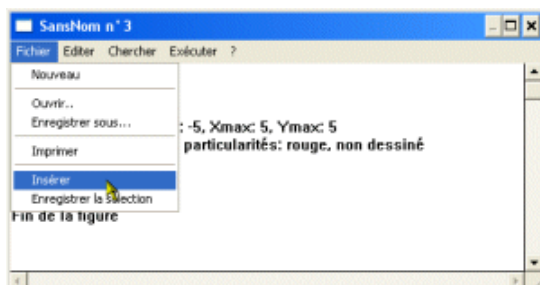 SansNom n° 3
Fichier Editer Chercher Exécuter ?
Nouveau
Ouvrir..
Enregistrer sous...
: -5, Xmax: 5, Ymax: 5
particularités: rouge, non dessiné
Imprimer
Insérer
Enregistrer la sélection
Fin de la figure